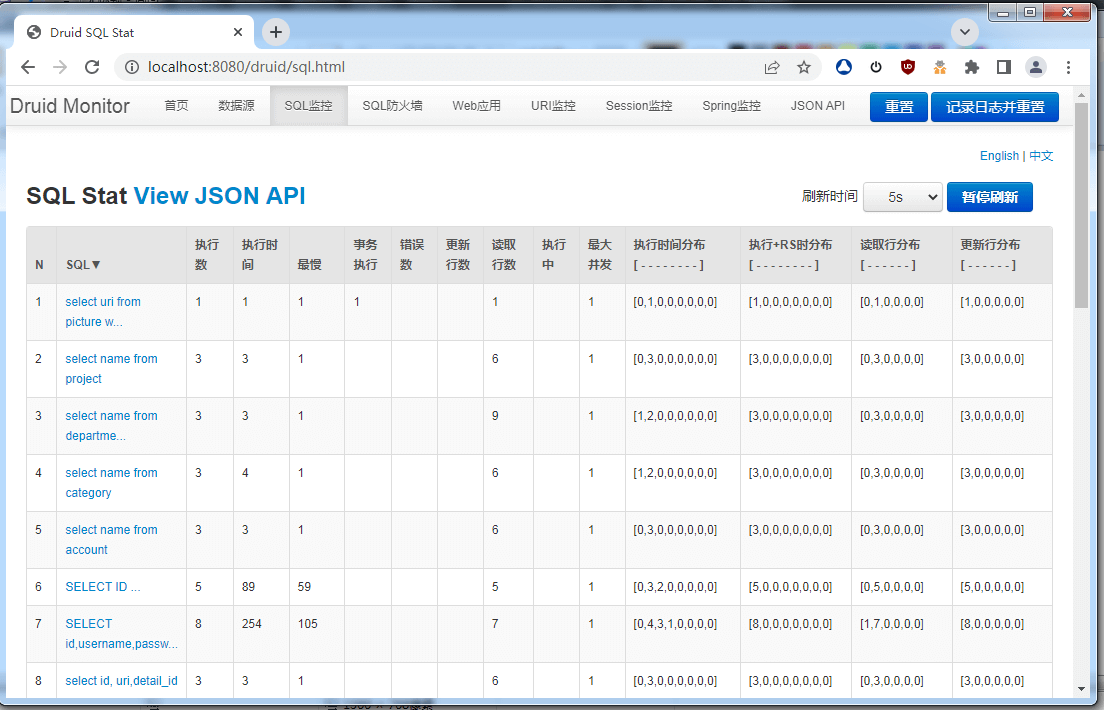 Druid SQL Stat
localhost:8080/druid/sql.html
Druid Monitor 首页 数据源 SQL监控 SQL防火墙 Web应用 URI监控 Session监控 Spring监控 JSON API 重置 记录日志并重置
English | 中文
SQL Stat View JSON API 刷新时间 5s 暂停刷新
N SQL▼ 执行数 执行时间 最慢 事务执行 错误数 更新行数 读取行数 执行中 最大并发 执行时间分布 [ - - - - - - - - ] 执行+RS时分布 [ - - - - - - - - ] 读取行分布 [ - - - - - - ] 更新行分布 [ - - - - - - ]
1 select uri from picture w... 1 1 1 1 1 1 [0,1,0,0,0,0,0,0] [1,0,0,0,0,0,0,0] [0,1,0,0,0,0] [1,0,0,0,0,0]
2 select name from project 3 3 1 6 1 [0,3,0,0,0,0,0,0] [3,0,0,0,0,0,0,0] [0,3,0,0,0,0] [3,0,0,0,0,0]
3 select name from departme... 3 3 1 9 1 [1,2,0,0,0,0,0,0] [3,0,0,0,0,0,0,0] [0,3,0,0,0,0] [3,0,0,0,0,0]
4 select name from category 3 4 1 6 1 [1,2,0,0,0,0,0,0] [3,0,0,0,0,0,0,0] [0,3,0,0,0,0] [3,0,0,0,0,0]
5 select name from account 3 3 1 6 1 [0,3,0,0,0,0,0,0] [3,0,0,0,0,0,0,0] [0,3,0,0,0,0] [3,0,0,0,0,0]
6 SELECT ID ... 5 89 59 5 1 [0,3,2,0,0,0,0,0] [5,0,0,0,0,0,0,0] [0,5,0,0,0,0] [5,0,0,0,0,0]
7 SELECT id,username,passw... 8 254 105 7 1 [0,4,3,1,0,0,0,0] [8,0,0,0,0,0,0,0] [1,7,0,0,0,0] [8,0,0,0,0,0]
8 select id, uri,detail_id 3 3 1 6 1 [0,3,0,0,0,0,0,0] [3,0,0,0,0,0,0,0] [0,3,0,0,0,0] [3,0,0,0,0,0]